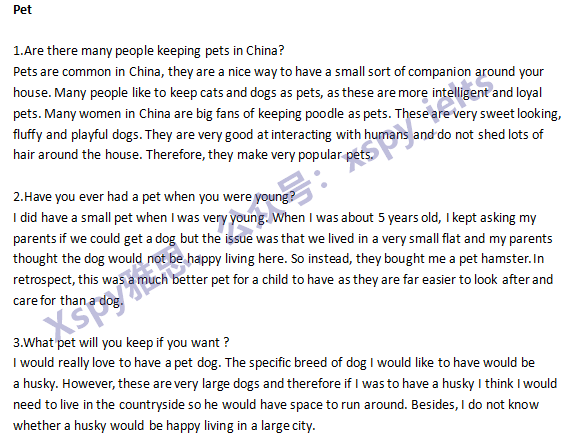 Pet
1.Are there many people keeping pets in China?
Pets are common in China, they are a nice way to have a small sort of companion around your
house. Many people like to keep cats and dogs as pets, as these are more intelligent and loyal
pets. Many women in China are big fans of keeping poodle as pets. These are very sweet looking,
fluffy and playful dogs. They are very good at interacting with humans and do not shed lots of
hair around the house. Therefore, they make very popular pets.
2.Have you ever had a pet when you were young?
I did have a small pet when I was very young. When I was about 5 years old, I kept asking my
parents if we could get a dog but the issue was that we lived in a very small flat and my parents
thought the dog would not be happy living here. So instead, they bought me a pet hamster. In
retrospect, this was a much better pet for a child to have as they are far easier to look after and
care for than a dog.
3.What pet will you keep if you want ?
I would really love to have a pet dog. The specific breed of dog I would like to have would be
a husky. However, these are very large dogs and therefore if I was to have a husky I think I would
need to live in the countryside so he would have space to run around. Besides, I do not know
whether a husky would be happy living in a large city.
Xspy雅思，公众号：xspy-ielts